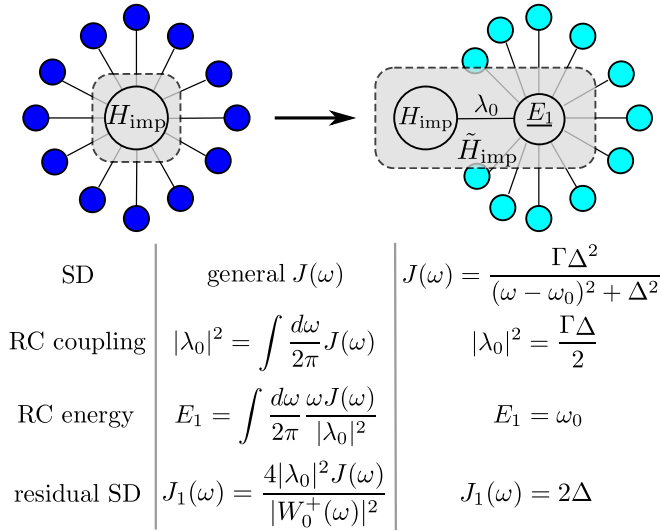 H_imp
H_imp λ_0 E_1
H̃_imp
SD general J(ω) J(ω) = ΓΔ² / ((ω − ω_0)² + Δ²)
RC coupling |λ_0|² = ∫ dω/2π J(ω) |λ_0|² = ΓΔ/2
RC energy E_1 = ∫ dω/2π ωJ(ω)/|λ_0|² E_1 = ω_0
residual SD J_1(ω) = 4|λ_0|²J(ω) / |W_0^+(ω)|² J_1(ω) = 2Δ